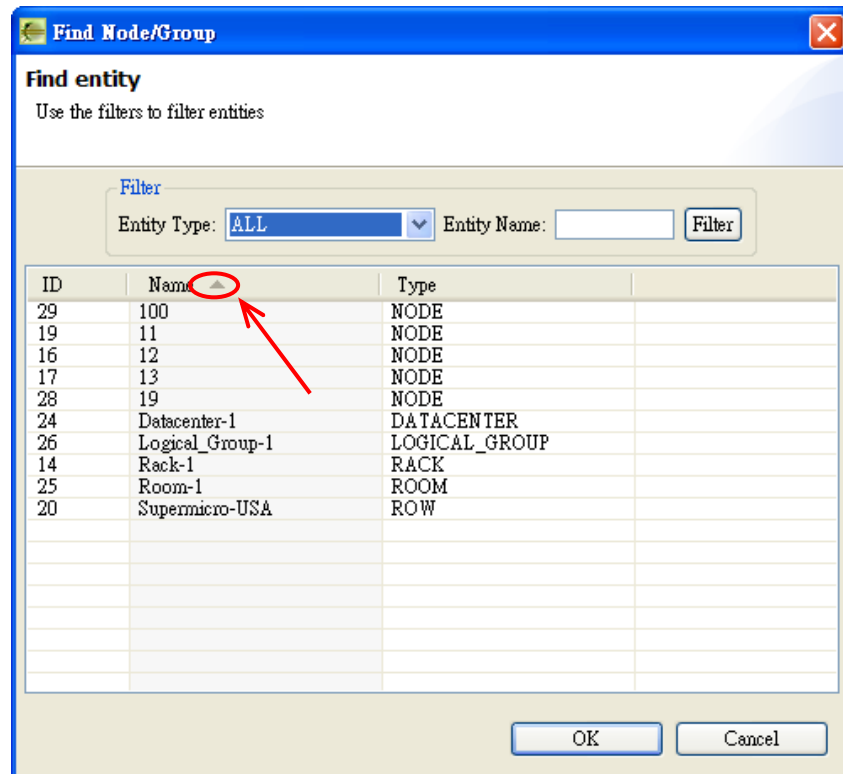 Find Node/Group
Find entity
Use the filters to filter entities
Filter
Entity Type: ALL Entity Name: Filter
ID Name Type
29 100 NODE
19 11 NODE
16 12 NODE
17 13 NODE
28 19 NODE
24 Datacenter-1 DATACENTER
26 Logical_Group-1 LOGICAL_GROUP
14 Rack-1 RACK
25 Room-1 ROOM
20 Supermicro-USA ROW
OK Cancel